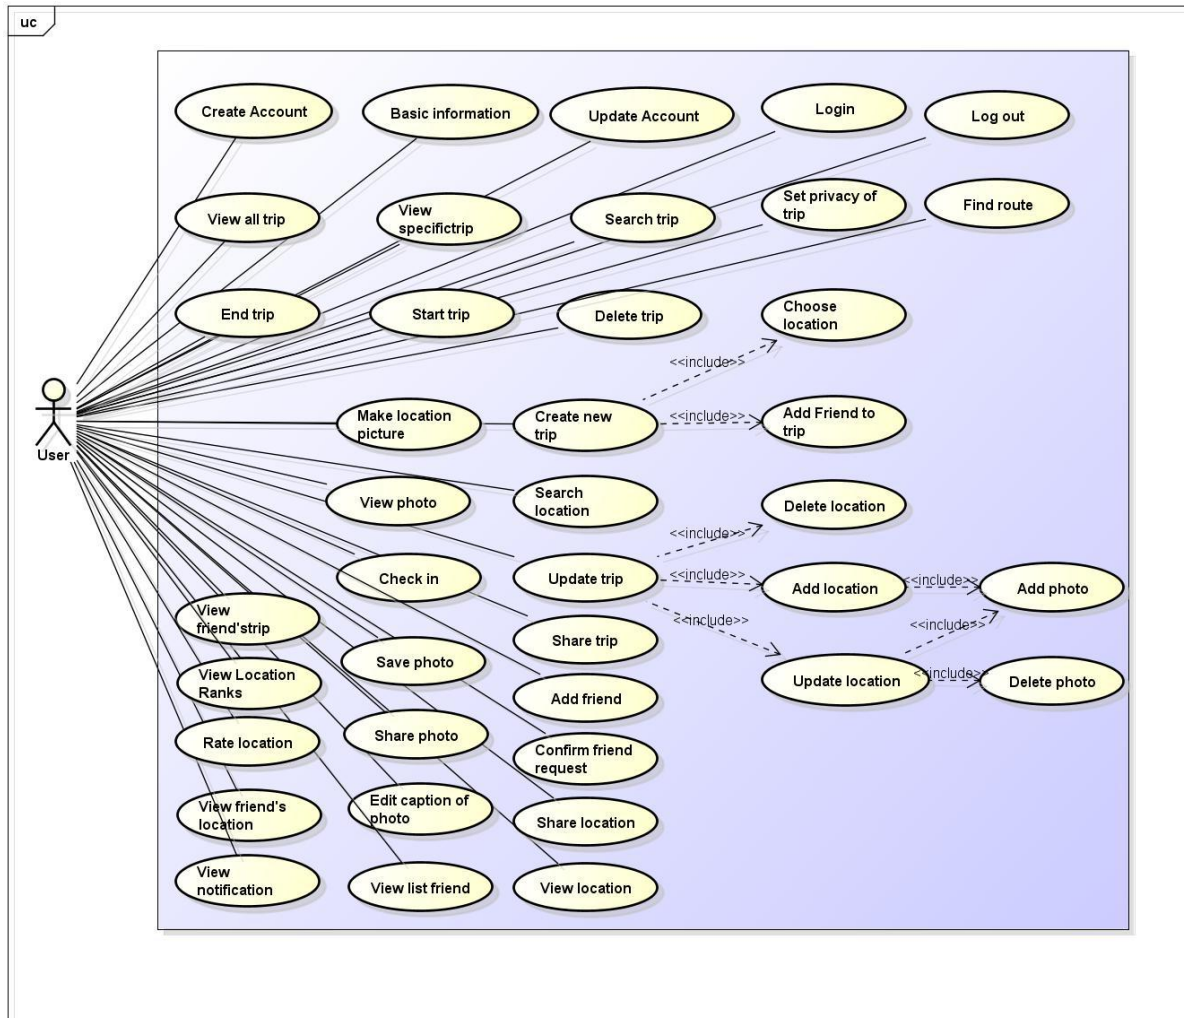 uc
Create Account
Basic information
Update Account
Login
Log out
View all trip
View
specifictrip
Search trip
Set privacy of
trip
Find route
End trip
Start trip
Delete trip
Choose
location
<<include>>
User
Make location
picture
Create new
trip
<<include>>
Add Friend to
trip
View photo
Search
location
Delete location
<<include>>
Check in
Update trip
<<include>>
Add location
<<include>>
Add photo
View
friend'strip
<<include>>
<<include>>
Share trip
Save photo
View Location
Ranks
Update location
<<include>>
Delete photo
Add friend
Rate location
Share photo
Confirm friend
request
View friend's
location
Edit caption of
photo
Share location
View
notification
View list friend
View location